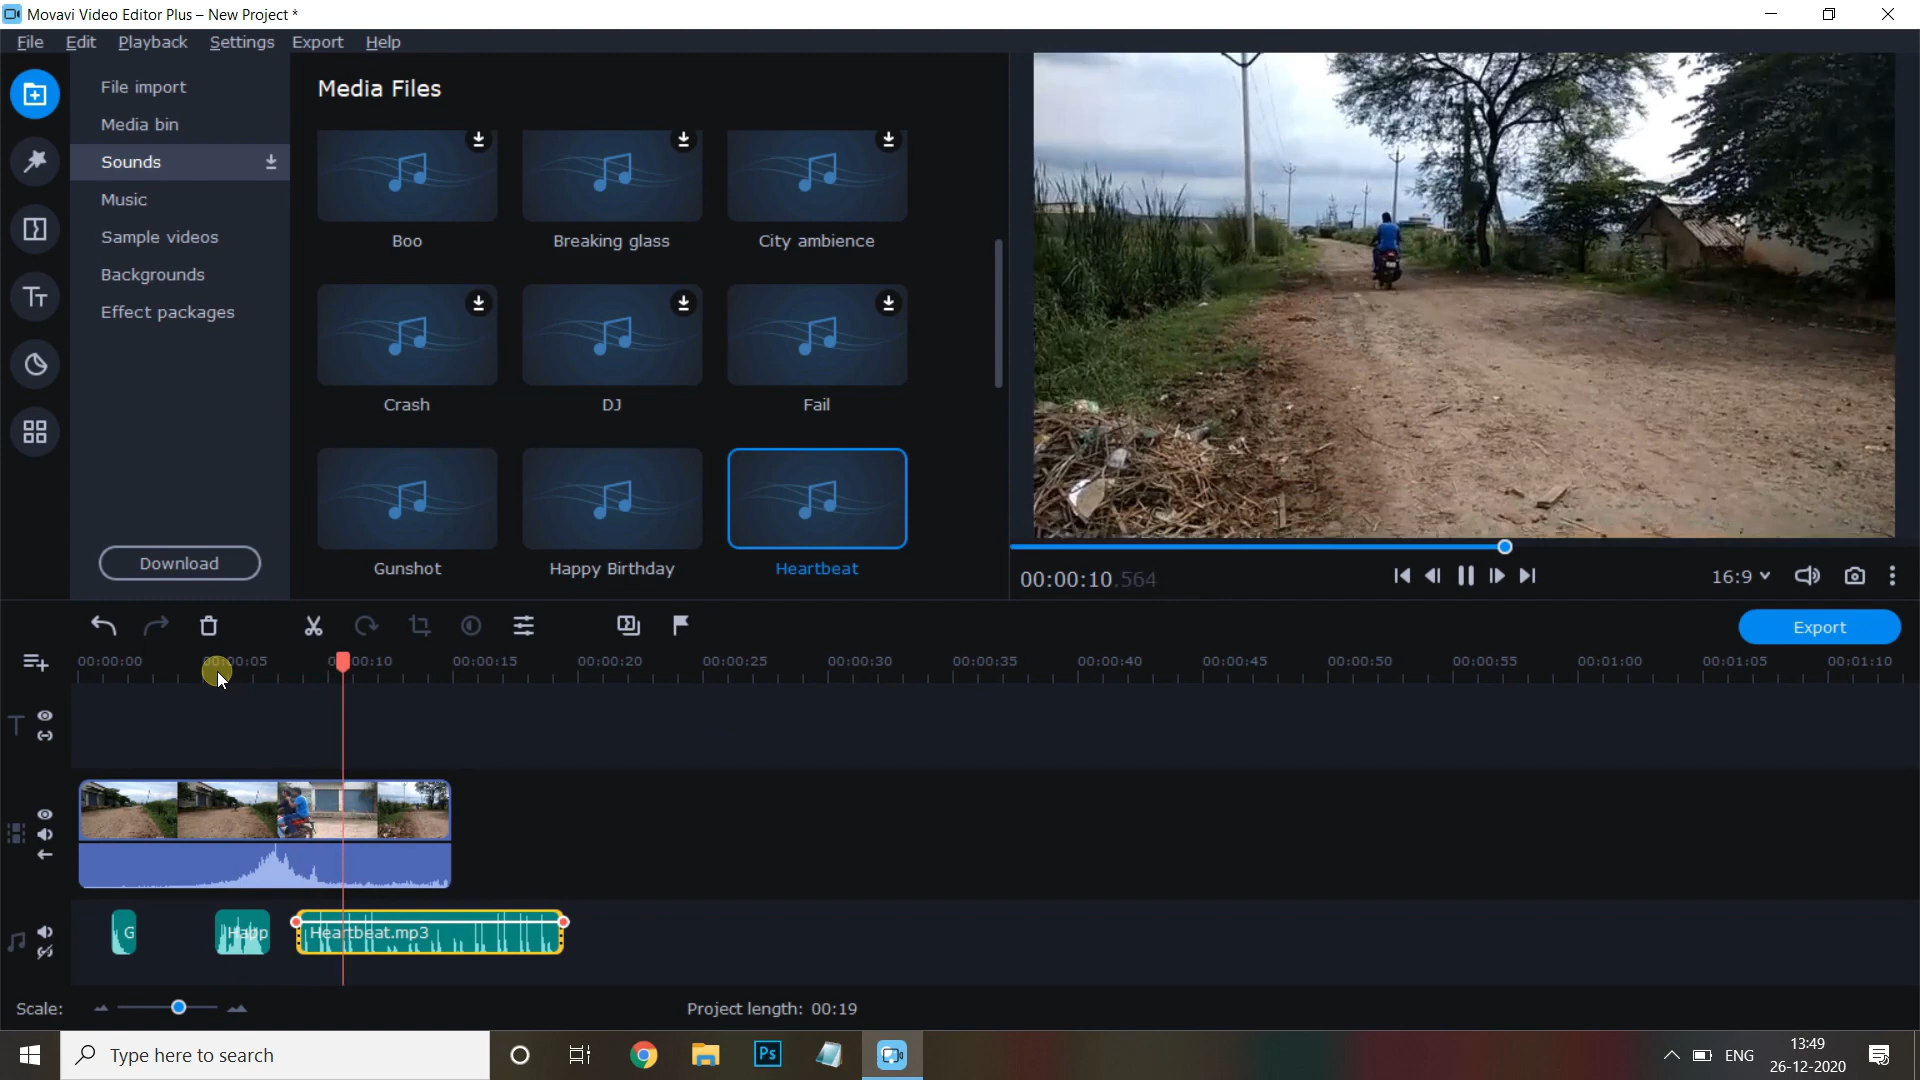 Movavi Video Editor Plus – New Project *
File Edit Playback Settings Export Help
File import
Media bin
Sounds
Music
Sample videos
Backgrounds
Effect packages
Download
Media Files
Boo
Breaking glass
City ambience
Crash
DJ
Fail
Gunshot
Happy Birthday
Heartbeat
00:00:10.564
16:9
Export
00:00:00 00:00:05 00:00:10 00:00:15 00:00:20 00:00:25 00:00:30 00:00:35 00:00:40 00:00:45 00:00:50 00:00:55 00:01:00 00:01:05 00:01:10
G
Happ
Heartbeat.mp3
Scale:
Project length: 00:19
Type here to search
Ps
ENG
13:49
26-12-2020